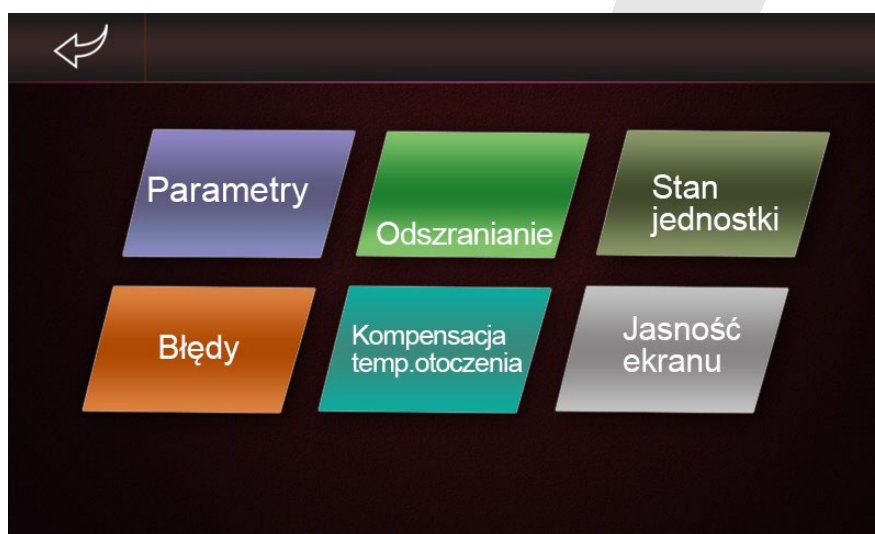 Parametry
Odszranianie
Stan
jednostki
Błędy
Kompensacja
temp.otoczenia
Jasność
ekranu